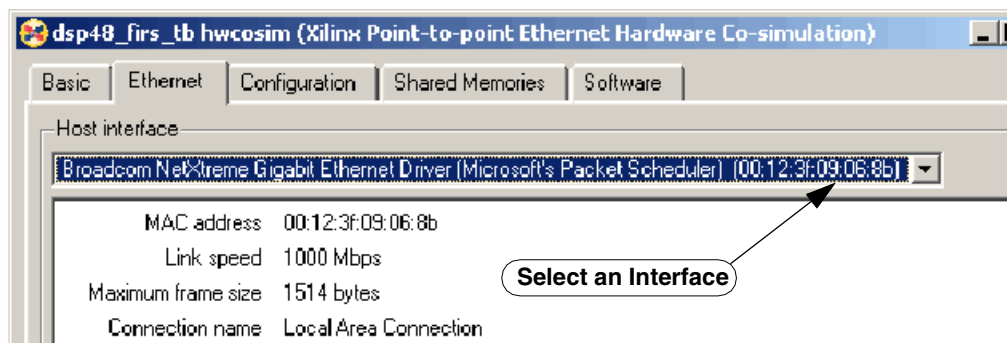 dsp48_firs_tb hwcosim (Xilinx Point-to-point Ethernet Hardware Co-simulation)
Basic Ethernet Configuration Shared Memories Software
Host interface
Broadcom NetXtreme Gigabit Ethernet Driver (Microsoft's Packet Scheduler) (00:12:3f:09:06:8b)
MAC address 00:12:3f:09:06:8b
Link speed 1000 Mbps
Select an Interface
Maximum frame size 1514 bytes
Connection name Local Area Connection